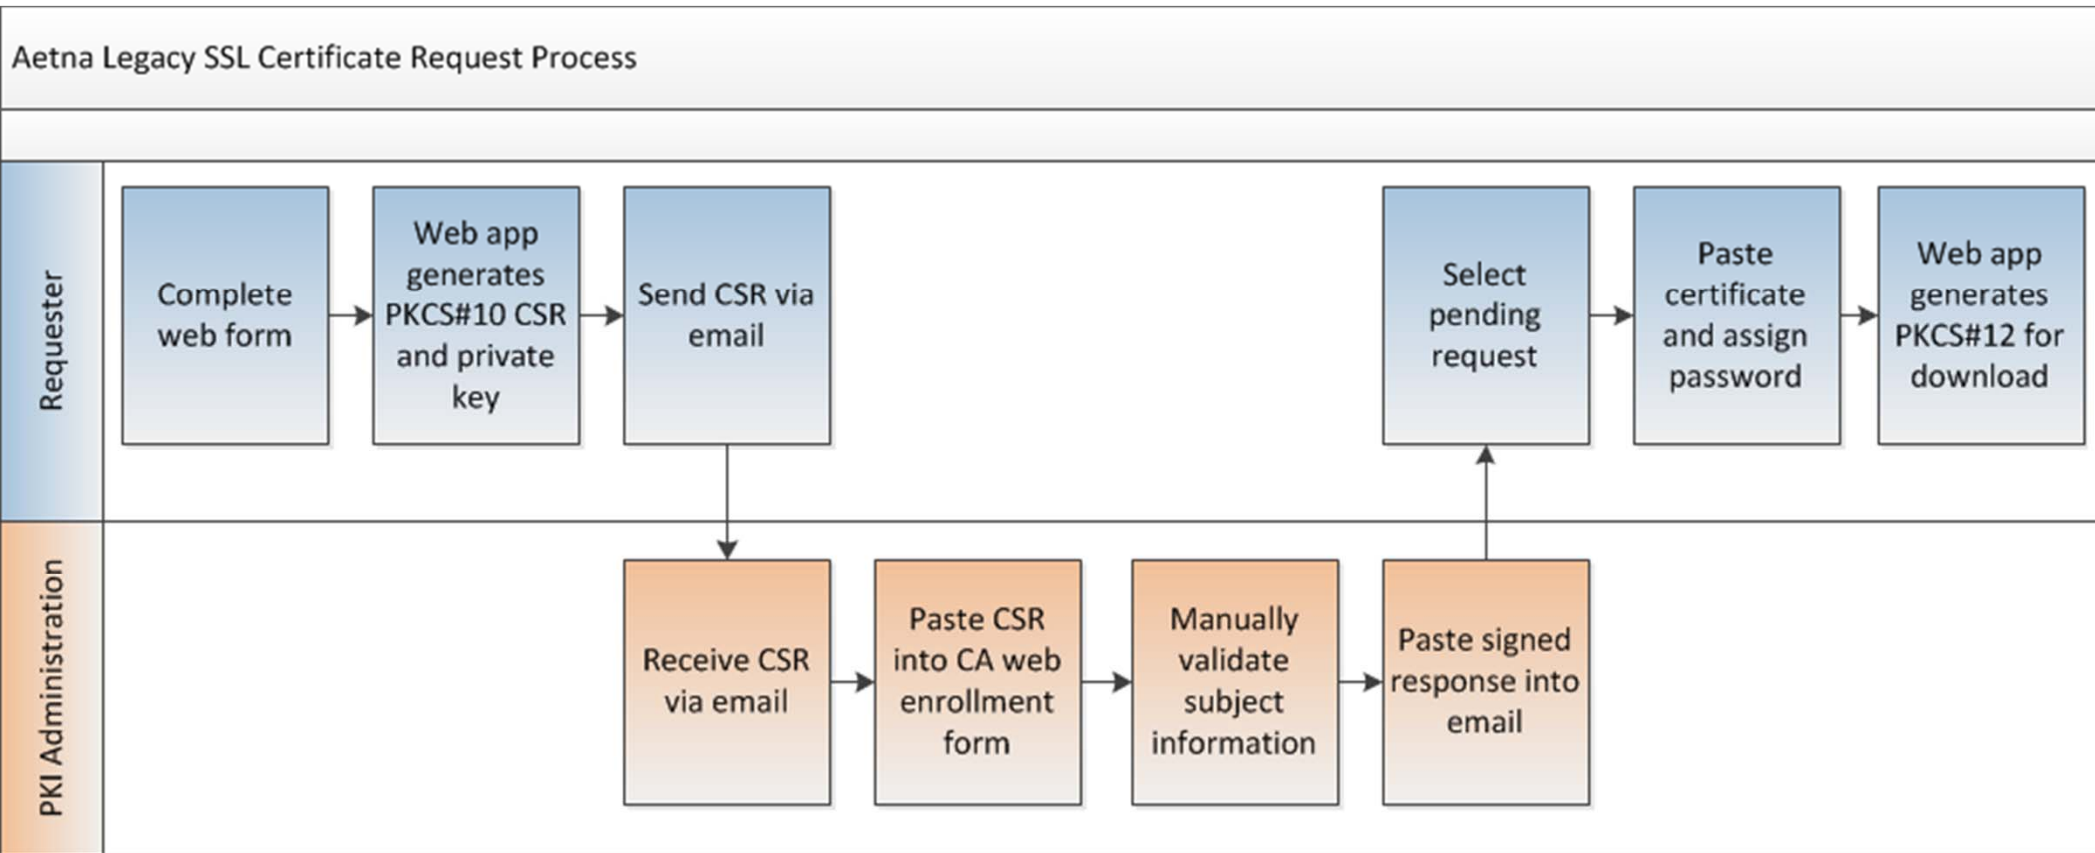 Aetna Legacy SSL Certificate Request Process
Requester
Complete
web form
Web app
generates
PKCS#10 CSR
and private
key
Send CSR via
email
Select
pending
request
Paste
certificate
and assign
password
Web app
generates
PKCS#12 for
download
PKI Administration
Receive CSR
via email
Paste CSR
into CA web
enrollment
form
Manually
validate
subject
information
Paste signed
response into
email